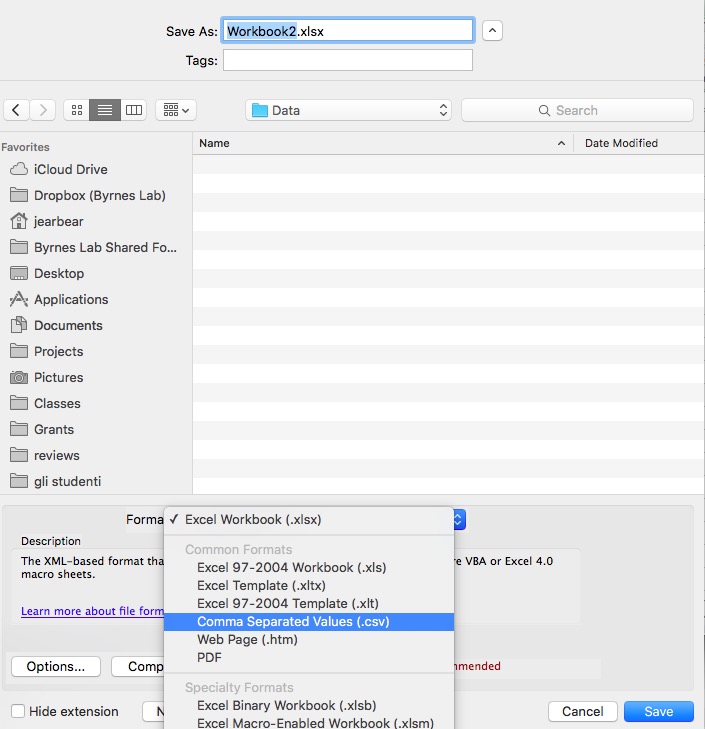 Save As: Workbook2.xlsx
Tags:
Data
Search
Favorites
iCloud Drive
Dropbox (Byrnes Lab)
jearbear
Byrnes Lab Shared Fo...
Desktop
Applications
Documents
Projects
Pictures
Classes
Grants
reviews
gli studenti
Name
Date Modified
Forma ✓ Excel Workbook (.xlsx)
Description
The XML-based format tha
re VBA or Excel 4.0
macro sheets.
Learn more about file form
Common Formats
Excel 97-2004 Workbook (.xls)
Excel Template (.xltx)
Excel 97-2004 Template (.xlt)
Comma Separated Values (.csv)
Web Page (.htm)
PDF
Specialty Formats
Excel Binary Workbook (.xlsb)
Excel Macro-Enabled Workbook (.xlsm)
Options...
Comp
mmended
Hide extension
N
Cancel
Save